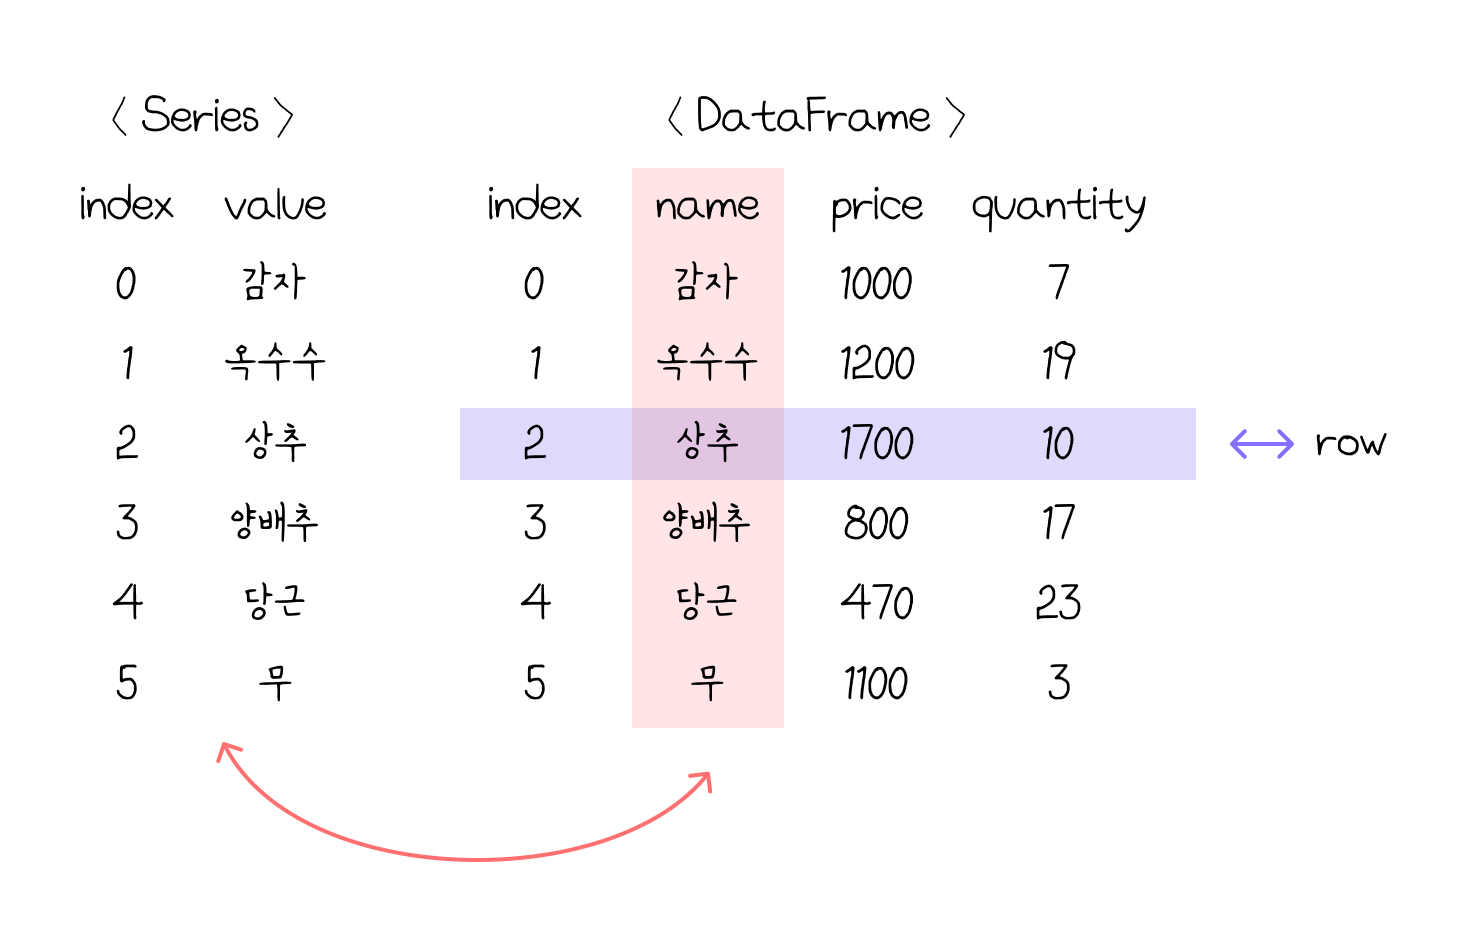 〈 Series 〉
index value
0 감자
1 옥수수
2 상추
3 양배추
4 당근
5 무
〈 DataFrame 〉
index name price quantity
0 감자 1000 7
1 옥수수 1200 19
2 상추 1700 10
3 양배추 800 17
4 당근 470 23
5 무 1100 3
row